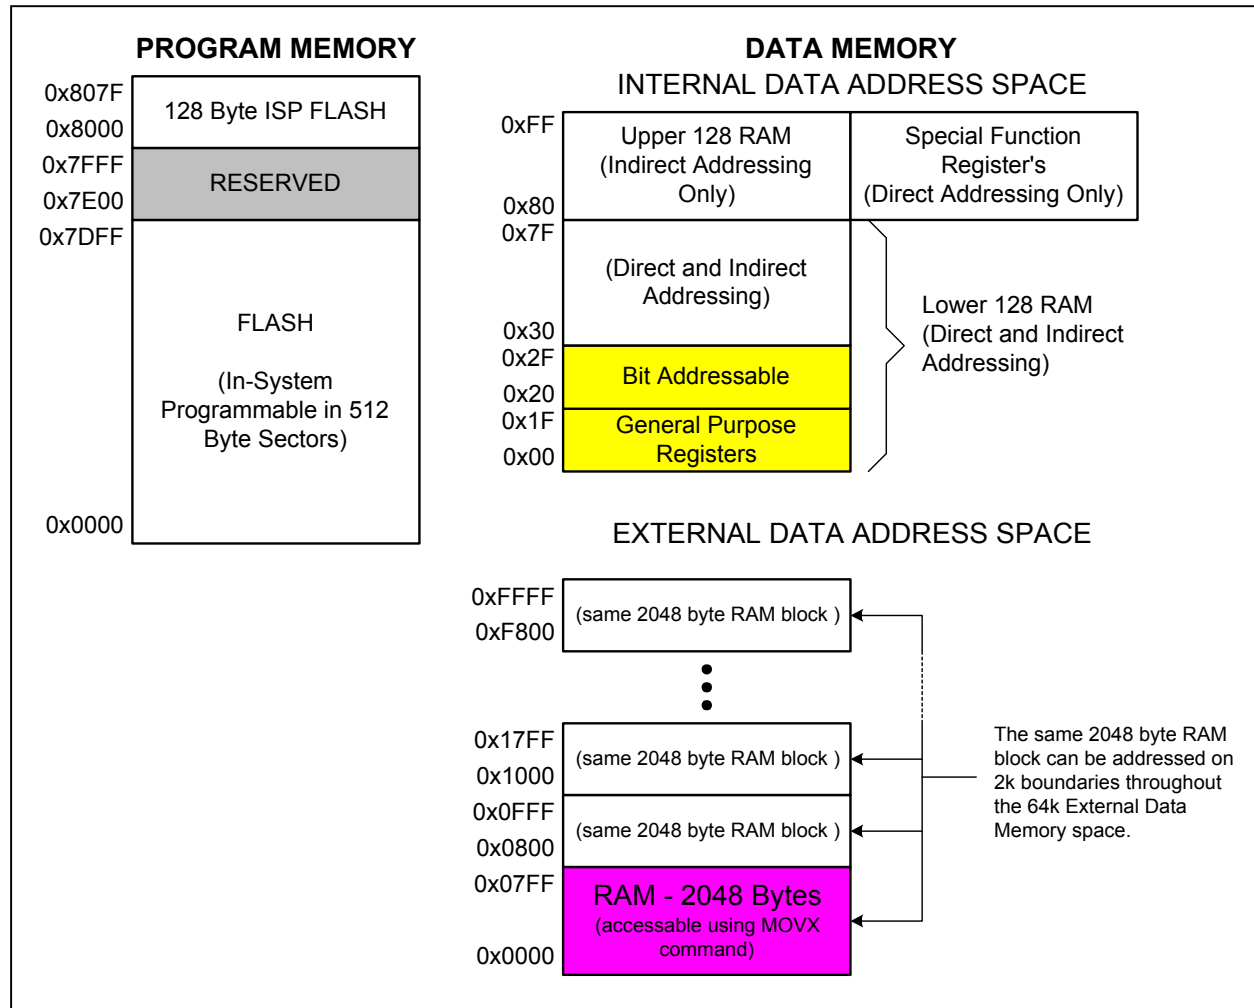 PROGRAM MEMORY
0x807F
0x8000
128 Byte ISP FLASH
0x7FFF
0x7E00
RESERVED
0x7DFF
FLASH
(In-System
Programmable in 512
Byte Sectors)
0x0000
DATA MEMORY
INTERNAL DATA ADDRESS SPACE
0xFF
Upper 128 RAM
(Indirect Addressing
Only)
0x80
Special Function
Register's
(Direct Addressing Only)
0x7F
(Direct and Indirect
Addressing)
0x30
0x2F
Bit Addressable
0x20
0x1F
General Purpose
Registers
0x00
Lower 128 RAM
(Direct and Indirect
Addressing)
EXTERNAL DATA ADDRESS SPACE
0xFFFF
(same 2048 byte RAM block )
0xF800
0x17FF
(same 2048 byte RAM block )
0x1000
0x0FFF
(same 2048 byte RAM block )
0x0800
0x07FF
RAM - 2048 Bytes
(accessable using MOVX
command)
0x0000
The same 2048 byte RAM
block can be addressed on
2k boundaries throughout
the 64k External Data
Memory space.